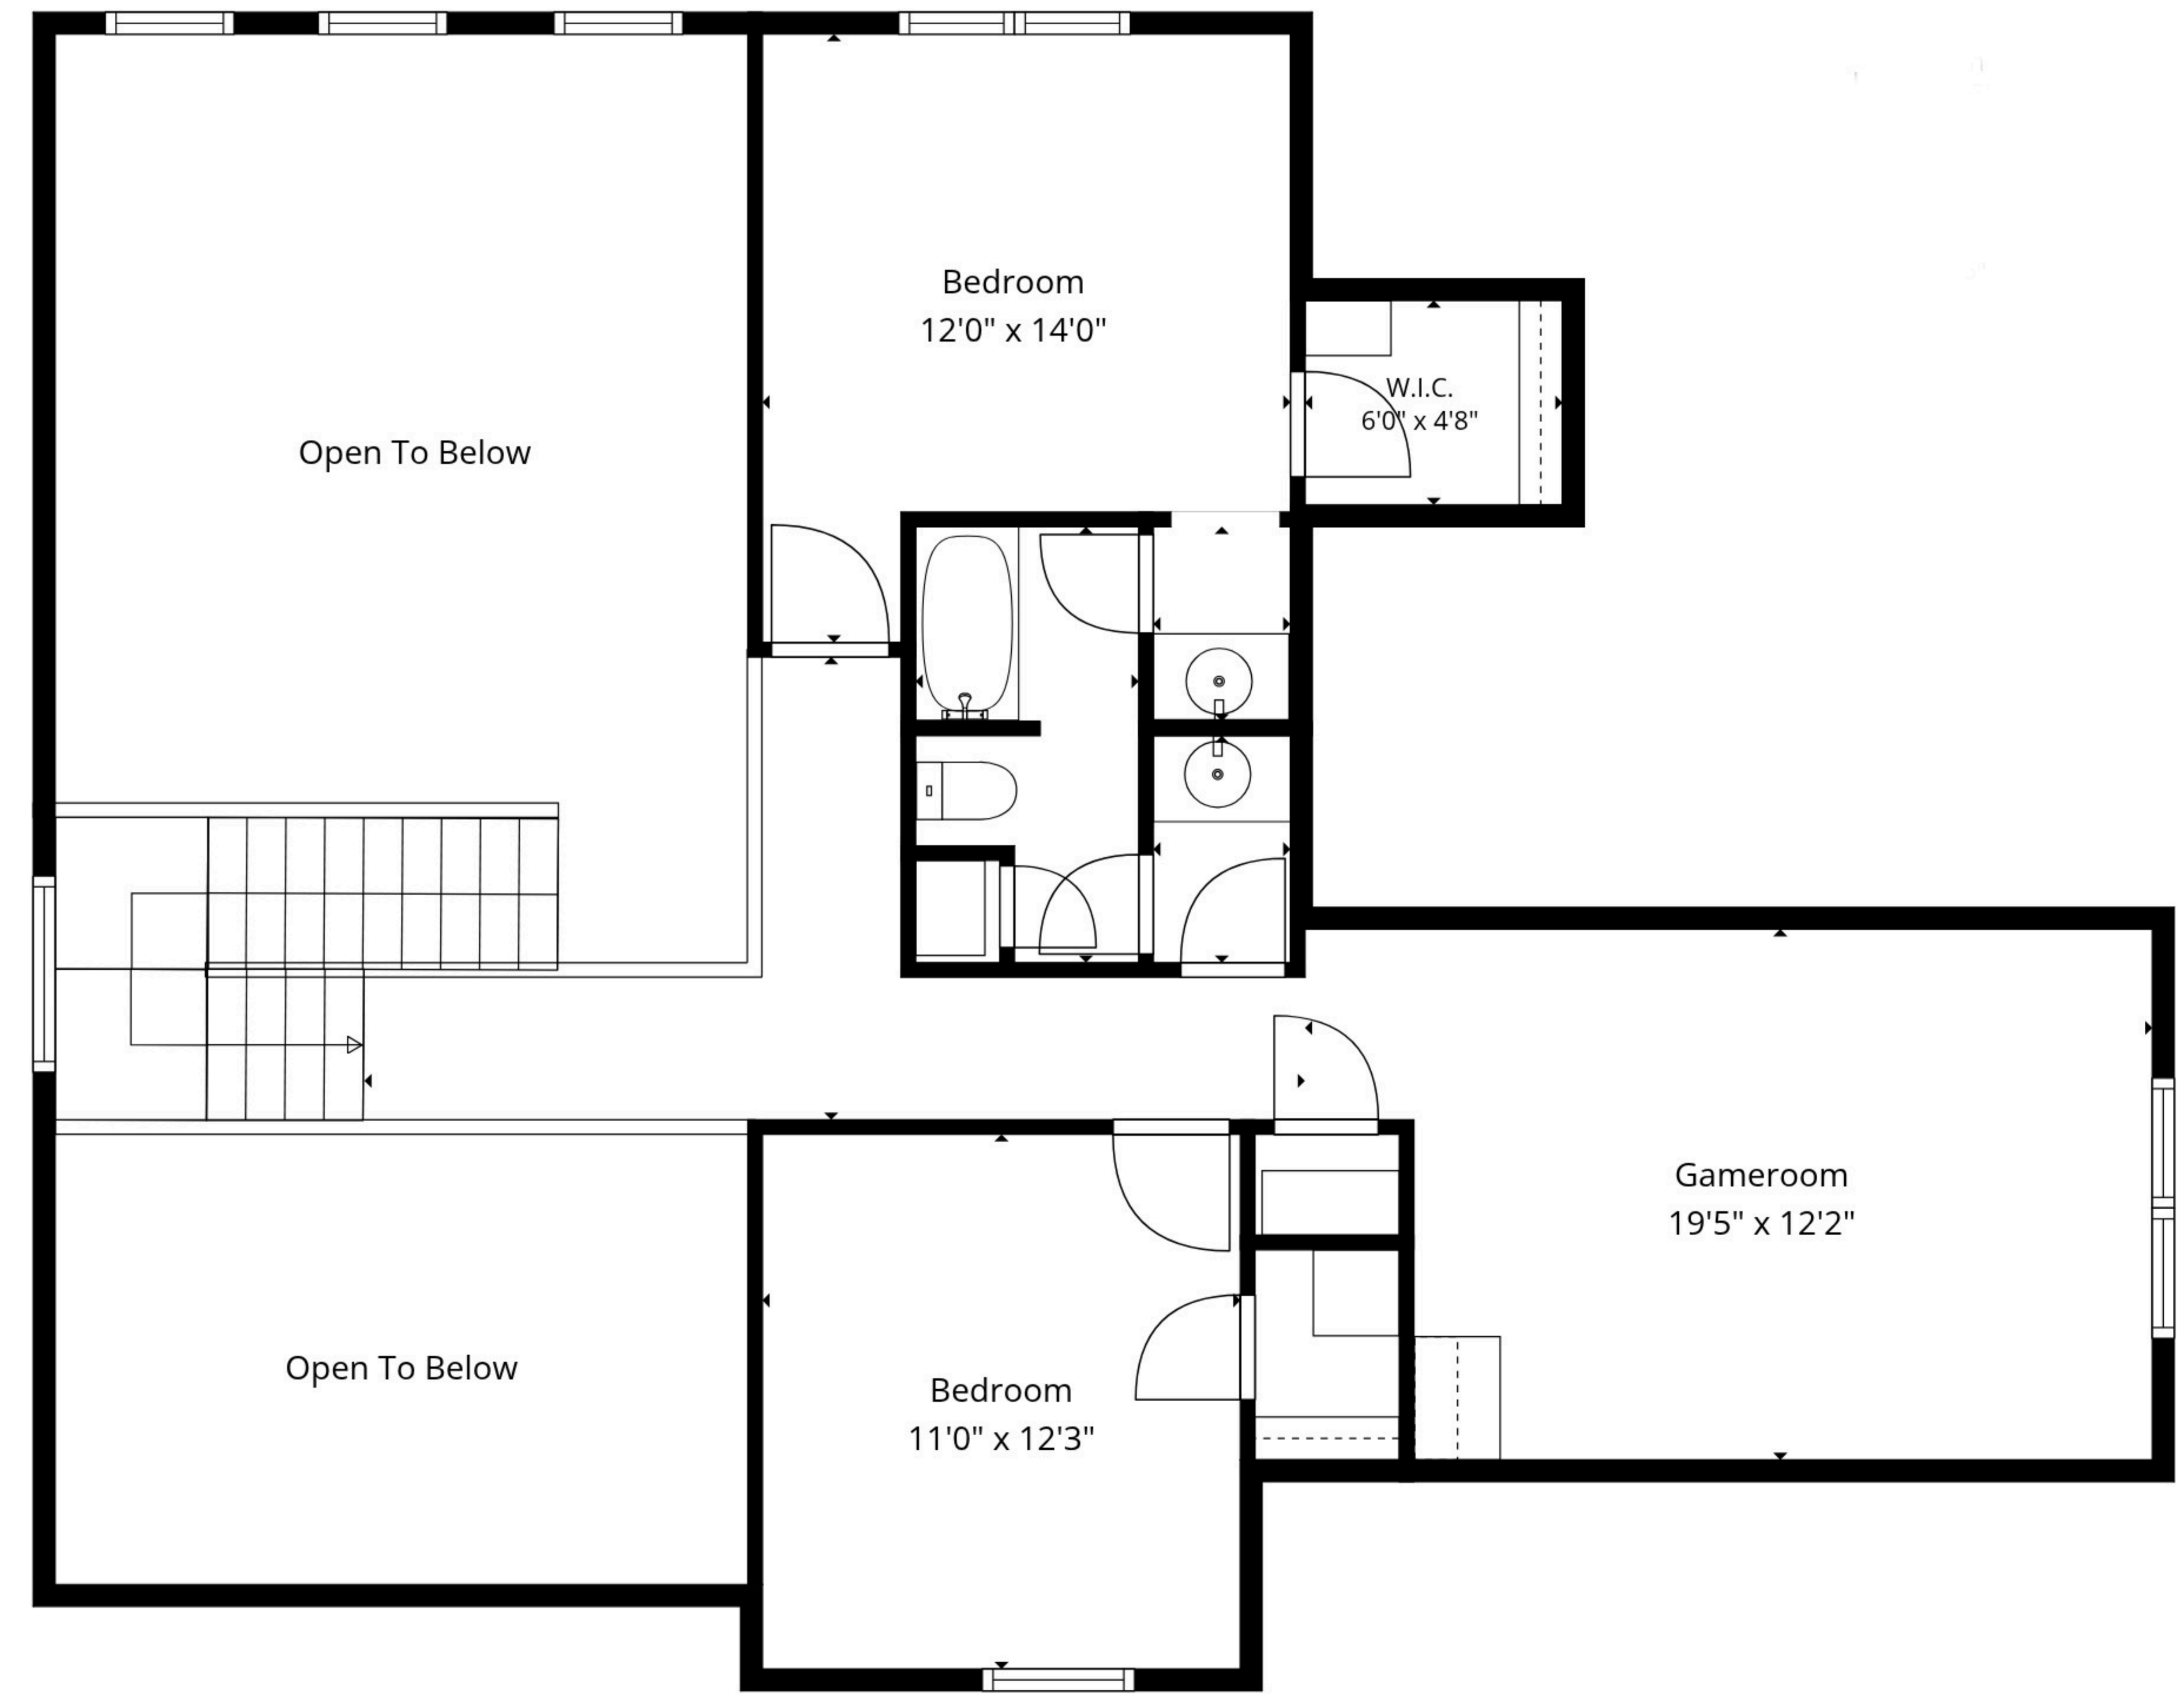 Bedroom
12'0" x 14'0"
W.I.C.
6'0" x 4'8"
Open To Below
Gameroom
19'5" x 12'2"
Open To Below
Bedroom
11'0" x 12'3"